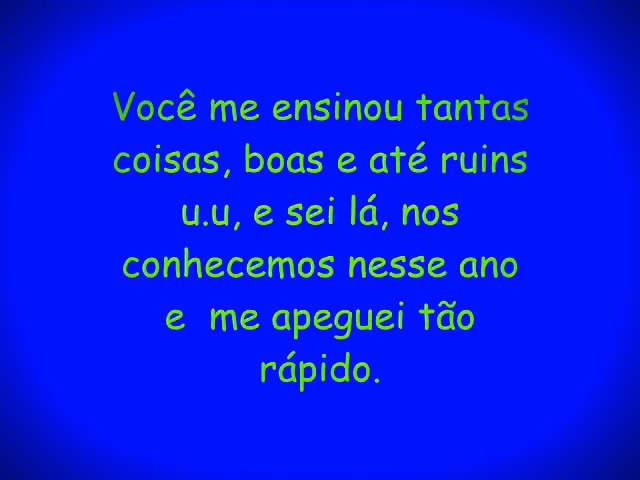 Você me ensinou tantas
coisas, boas e até ruins
u.u, e sei lá, nos
conhecemos nesse ano
e  me apeguei tão
rápido.